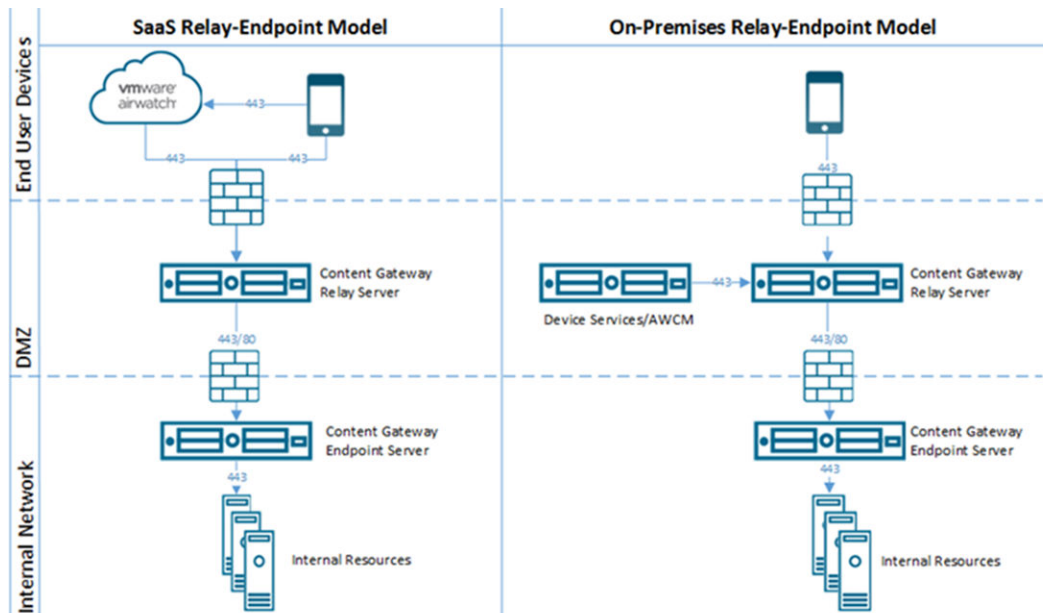 SaaS Relay-Endpoint Model
On-Premises Relay-Endpoint Model
End User Devices
vmware
airwatch
443
443
443
443
DMZ
Content Gateway
Relay Server
443/80
Device Services/AWCM
443
Content Gateway
Relay Server
443/80
Internal Network
Content Gateway
Endpoint Server
443
Internal Resources
Content Gateway
Endpoint Server
443
Internal Resources